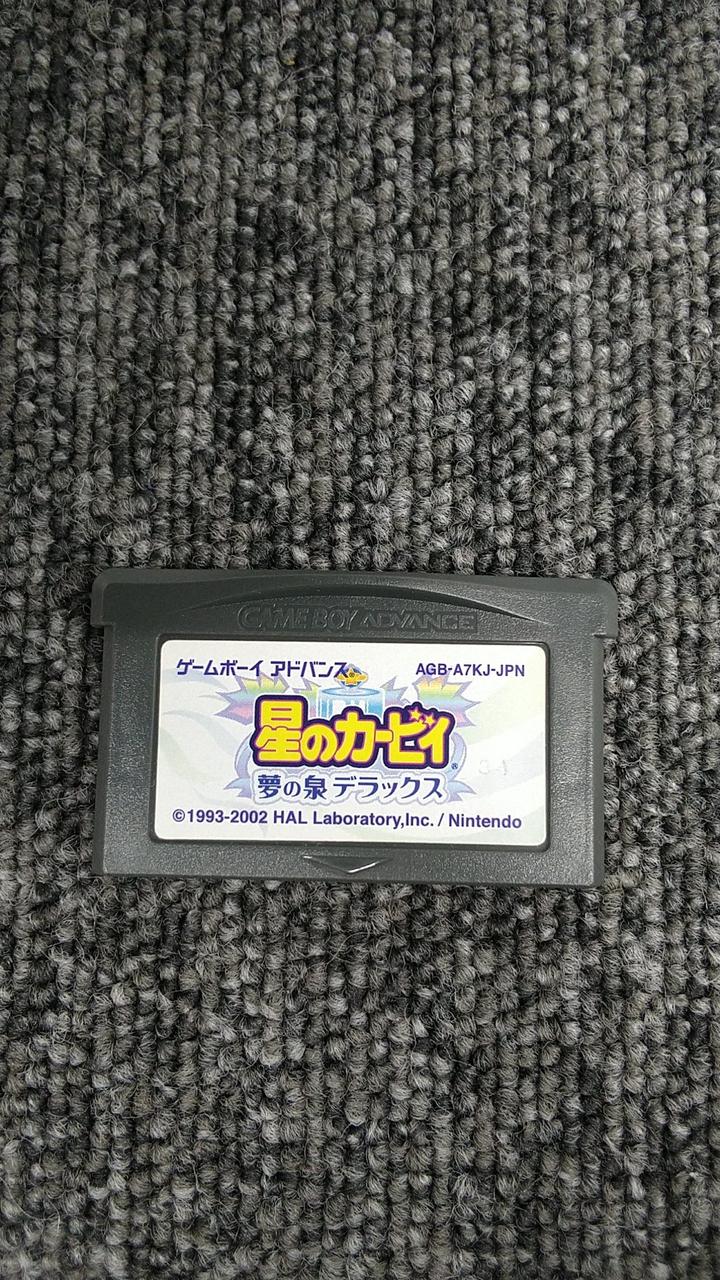 GAME BOY ADVANCE
ゲームボーイ アドバンス
AGB-A7KJ-JPN
星のカービィ
®
夢の泉 デラックス
©1993-2002 HAL Laboratory,Inc. / Nintendo